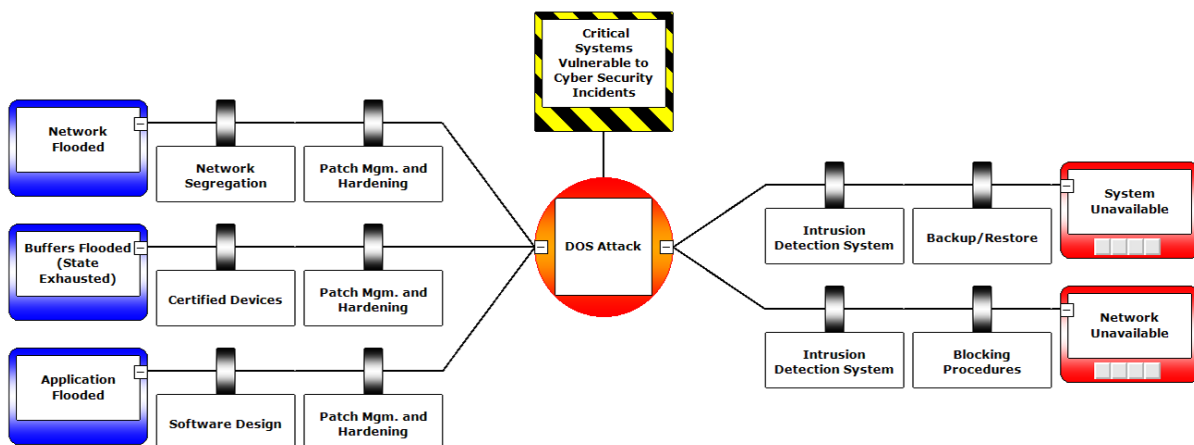 Critical
Systems
Vulnerable to
Cyber Security
Incidents
Network
Flooded
Network
Segregation
Patch Mgm. and
Hardening
Buffers Flooded
(State
Exhausted)
Certified Devices
Patch Mgm. and
Hardening
Application
Flooded
Software Design
Patch Mgm. and
Hardening
DOS Attack
Intrusion
Detection System
Backup/Restore
System
Unavailable
Intrusion
Detection System
Blocking
Procedures
Network
Unavailable